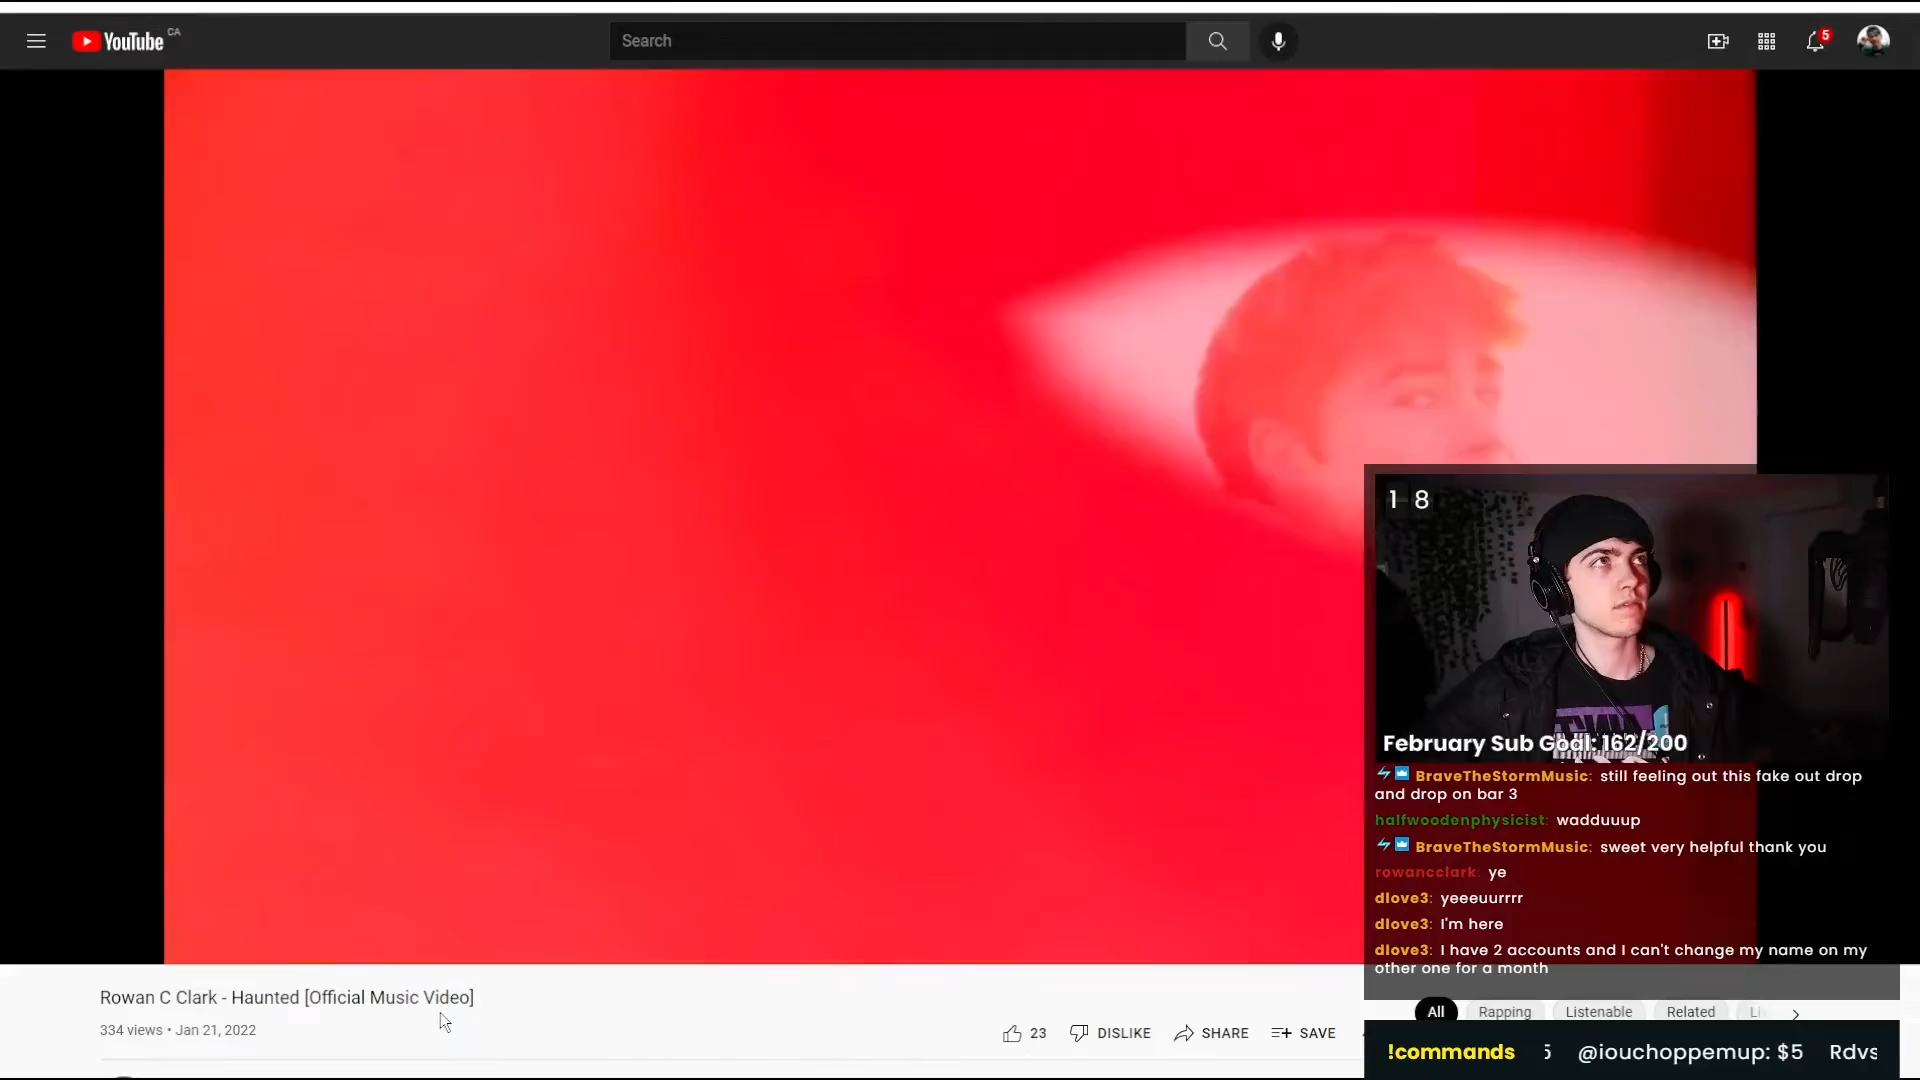 YouTube CA
Search
5
1 8
February Sub Goal: 162/200
BraveTheStormMusic: still feeling out this fake out drop
and drop on bar 3
halfwoodenphysicist: wadduuup
BraveTheStormMusic: sweet very helpful thank you
rowancclark: ye
dlove3: yeeeuurrrr
dlove3: I'm here
dlove3: I have 2 accounts and I can't change my name on my
other one for a month
Rowan C Clark - Haunted [Official Music Video]
334 views • Jan 21, 2022
23 DISLIKE SHARE SAVE
All Rapping Listenable Related Li
!commands 5 @iouchoppemup: $5 Rdvs